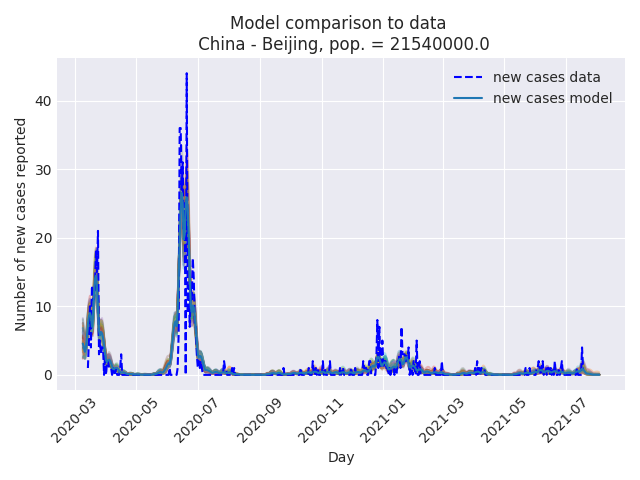 Model comparison to data
China - Beijing, pop. = 21540000.0
new cases data
new cases model
Number of new cases reported
40
30
20
10
0
2020-03
2020-05
2020-07
2020-09
2020-11
2021-01
2021-03
2021-05
2021-07
Day